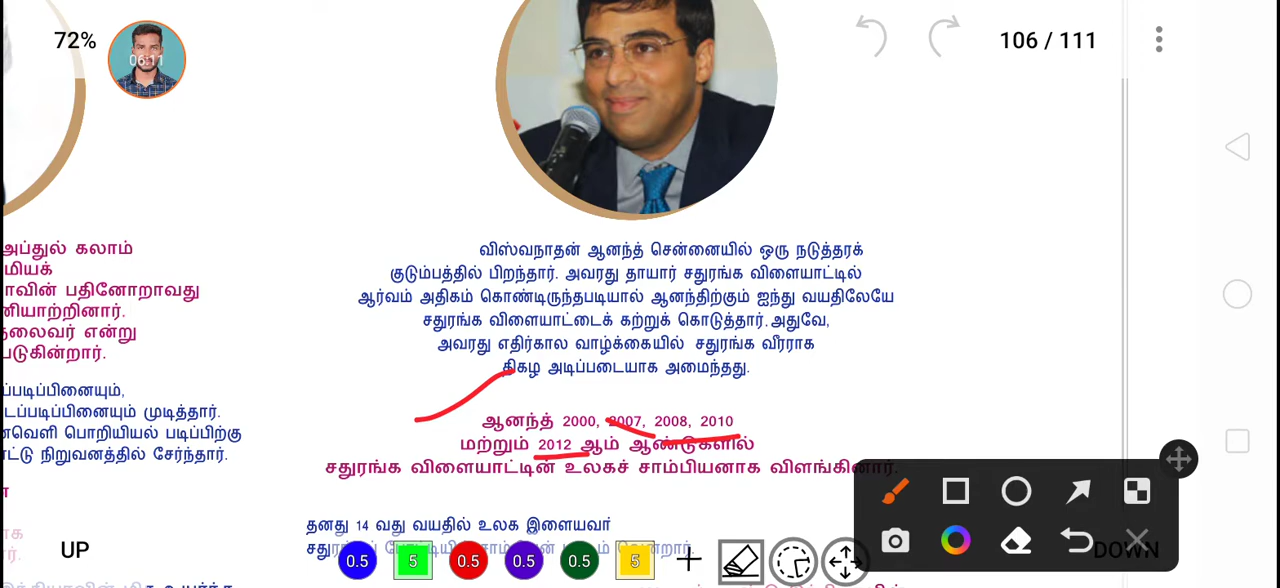 72%
06:11
106 / 111
அப்துல் கலாம்
மியக்
ாவின் பதினோறாவது
னியாற்றினார்.
தலைவர் என்று
படுகின்றார்.
ப்படிப்பினையும்,
டப்படிப்பினையும் முடித்தார்.
னவெளி பொறியியல் படிப்பிற்கு
ாட்டு நிறுவனத்தில் சேர்ந்தார்.
விஸ்வநாதன் ஆனந்த் சென்னையில் ஒரு நடுத்தரக்
குடும்பத்தில் பிறந்தார். அவரது தாயார் சதுரங்க விளையாட்டில்
ஆர்வம் அதிகம் கொண்டிருந்தபடியால் ஆனந்திற்கும் ஐந்து வயதிலேயே
சதுரங்க விளையாட்டைக் கற்றுக் கொடுத்தார்.அதுவே,
அவரது எதிர்கால வாழ்க்கையில் சதுரங்க வீரராக
திகழ அடிப்படையாக அமைந்தது.
ஆனந்த் 2000, 2007, 2008, 2010
மற்றும் 2012 ஆம் ஆண்டுகளில்
சதுரங்க விளையாட்டின் உலகச் சாம்பியனாக விளங்கினார்.
தனது 14 வது வயதில் உலக இளையவர்
UP
0.5 5 0.5 0.5 0.5 5
DOWN